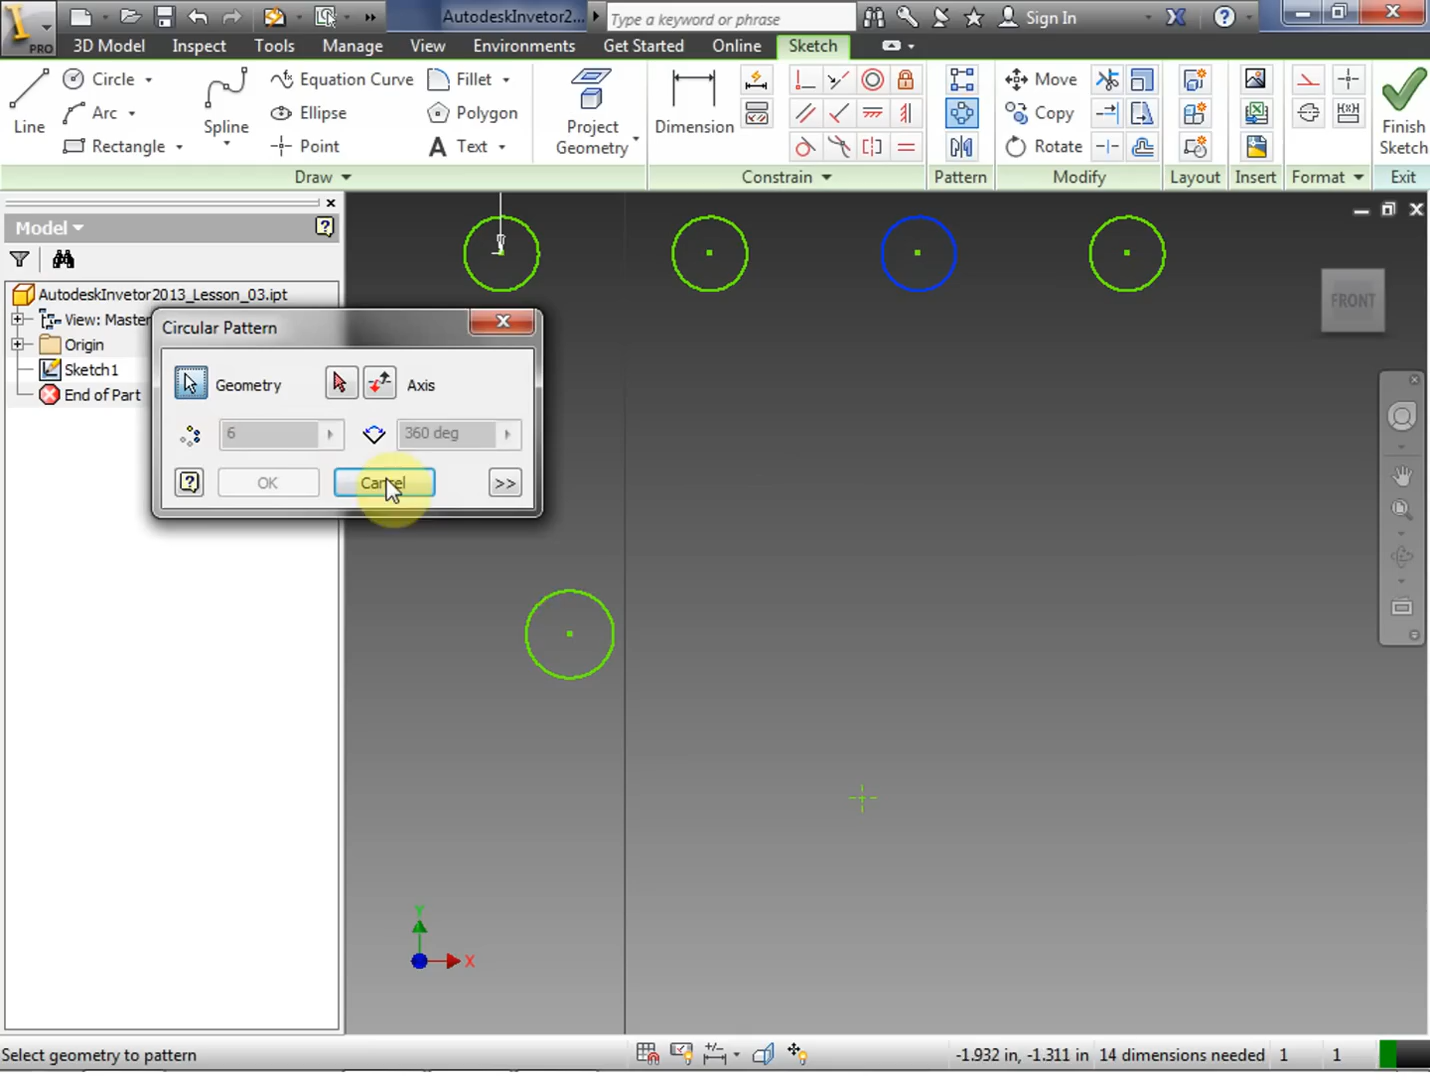 PRO
AutodeskInvetor2...
Type a keyword or phrase
Sign In
3D Model Inspect Tools Manage View Environments Get Started Online Sketch
Line
Circle
Arc
Rectangle
Spline
Equation Curve
Ellipse
Point
Fillet
Polygon
Text
Project Geometry
Dimension
Move
Copy
Rotate
Finish Sketch
Draw Constrain Pattern Modify Layout Insert Format Exit
Model
AutodeskInvetor2013_Lesson_03.ipt
View: Master
Origin
Sketch1
End of Part
Circular Pattern
Geometry Axis
6 360 deg
OK Cancel >>
FRONT
Y
X
Select geometry to pattern
-1.932 in, -1.311 in 14 dimensions needed 1 1